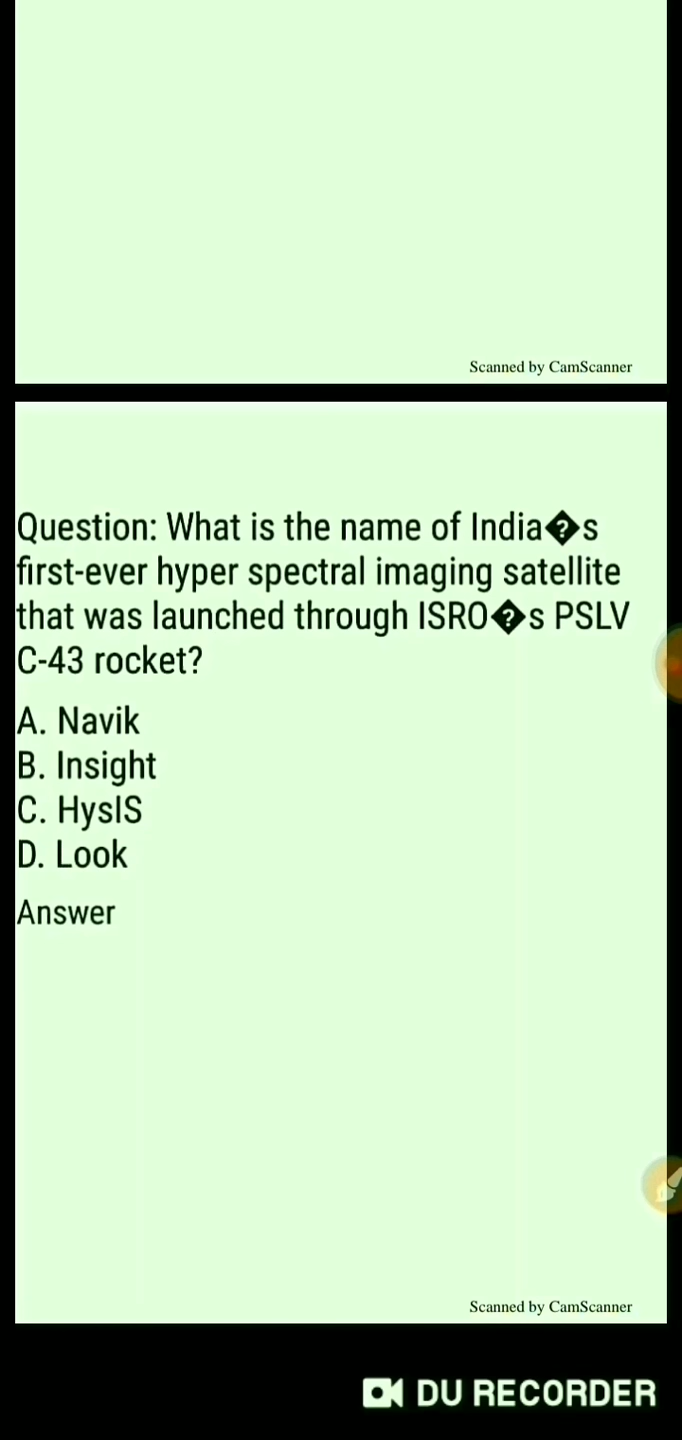 Scanned by CamScanner
Question: What is the name of India�s
first-ever hyper spectral imaging satellite
that was launched through ISRO�s PSLV
C-43 rocket?
A. Navik
B. Insight
C. HysIS
D. Look
Answer
Scanned by CamScanner
DU RECORDER